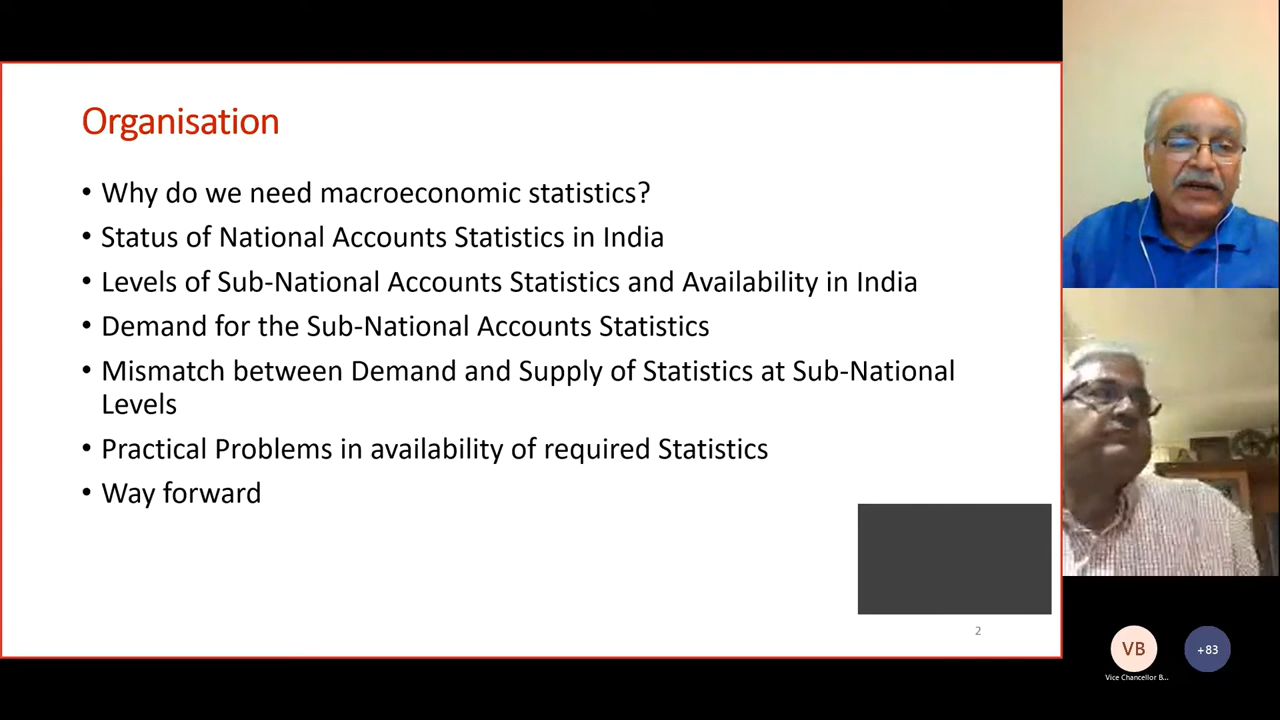 Organisation
• Why do we need macroeconomic statistics?
• Status of National Accounts Statistics in India
• Levels of Sub-National Accounts Statistics and Availability in India
• Demand for the Sub-National Accounts Statistics
• Mismatch between Demand and Supply of Statistics at Sub-National
Levels
• Practical Problems in availability of required Statistics
• Way forward
2
VB
+83
Vice Chancellor B...